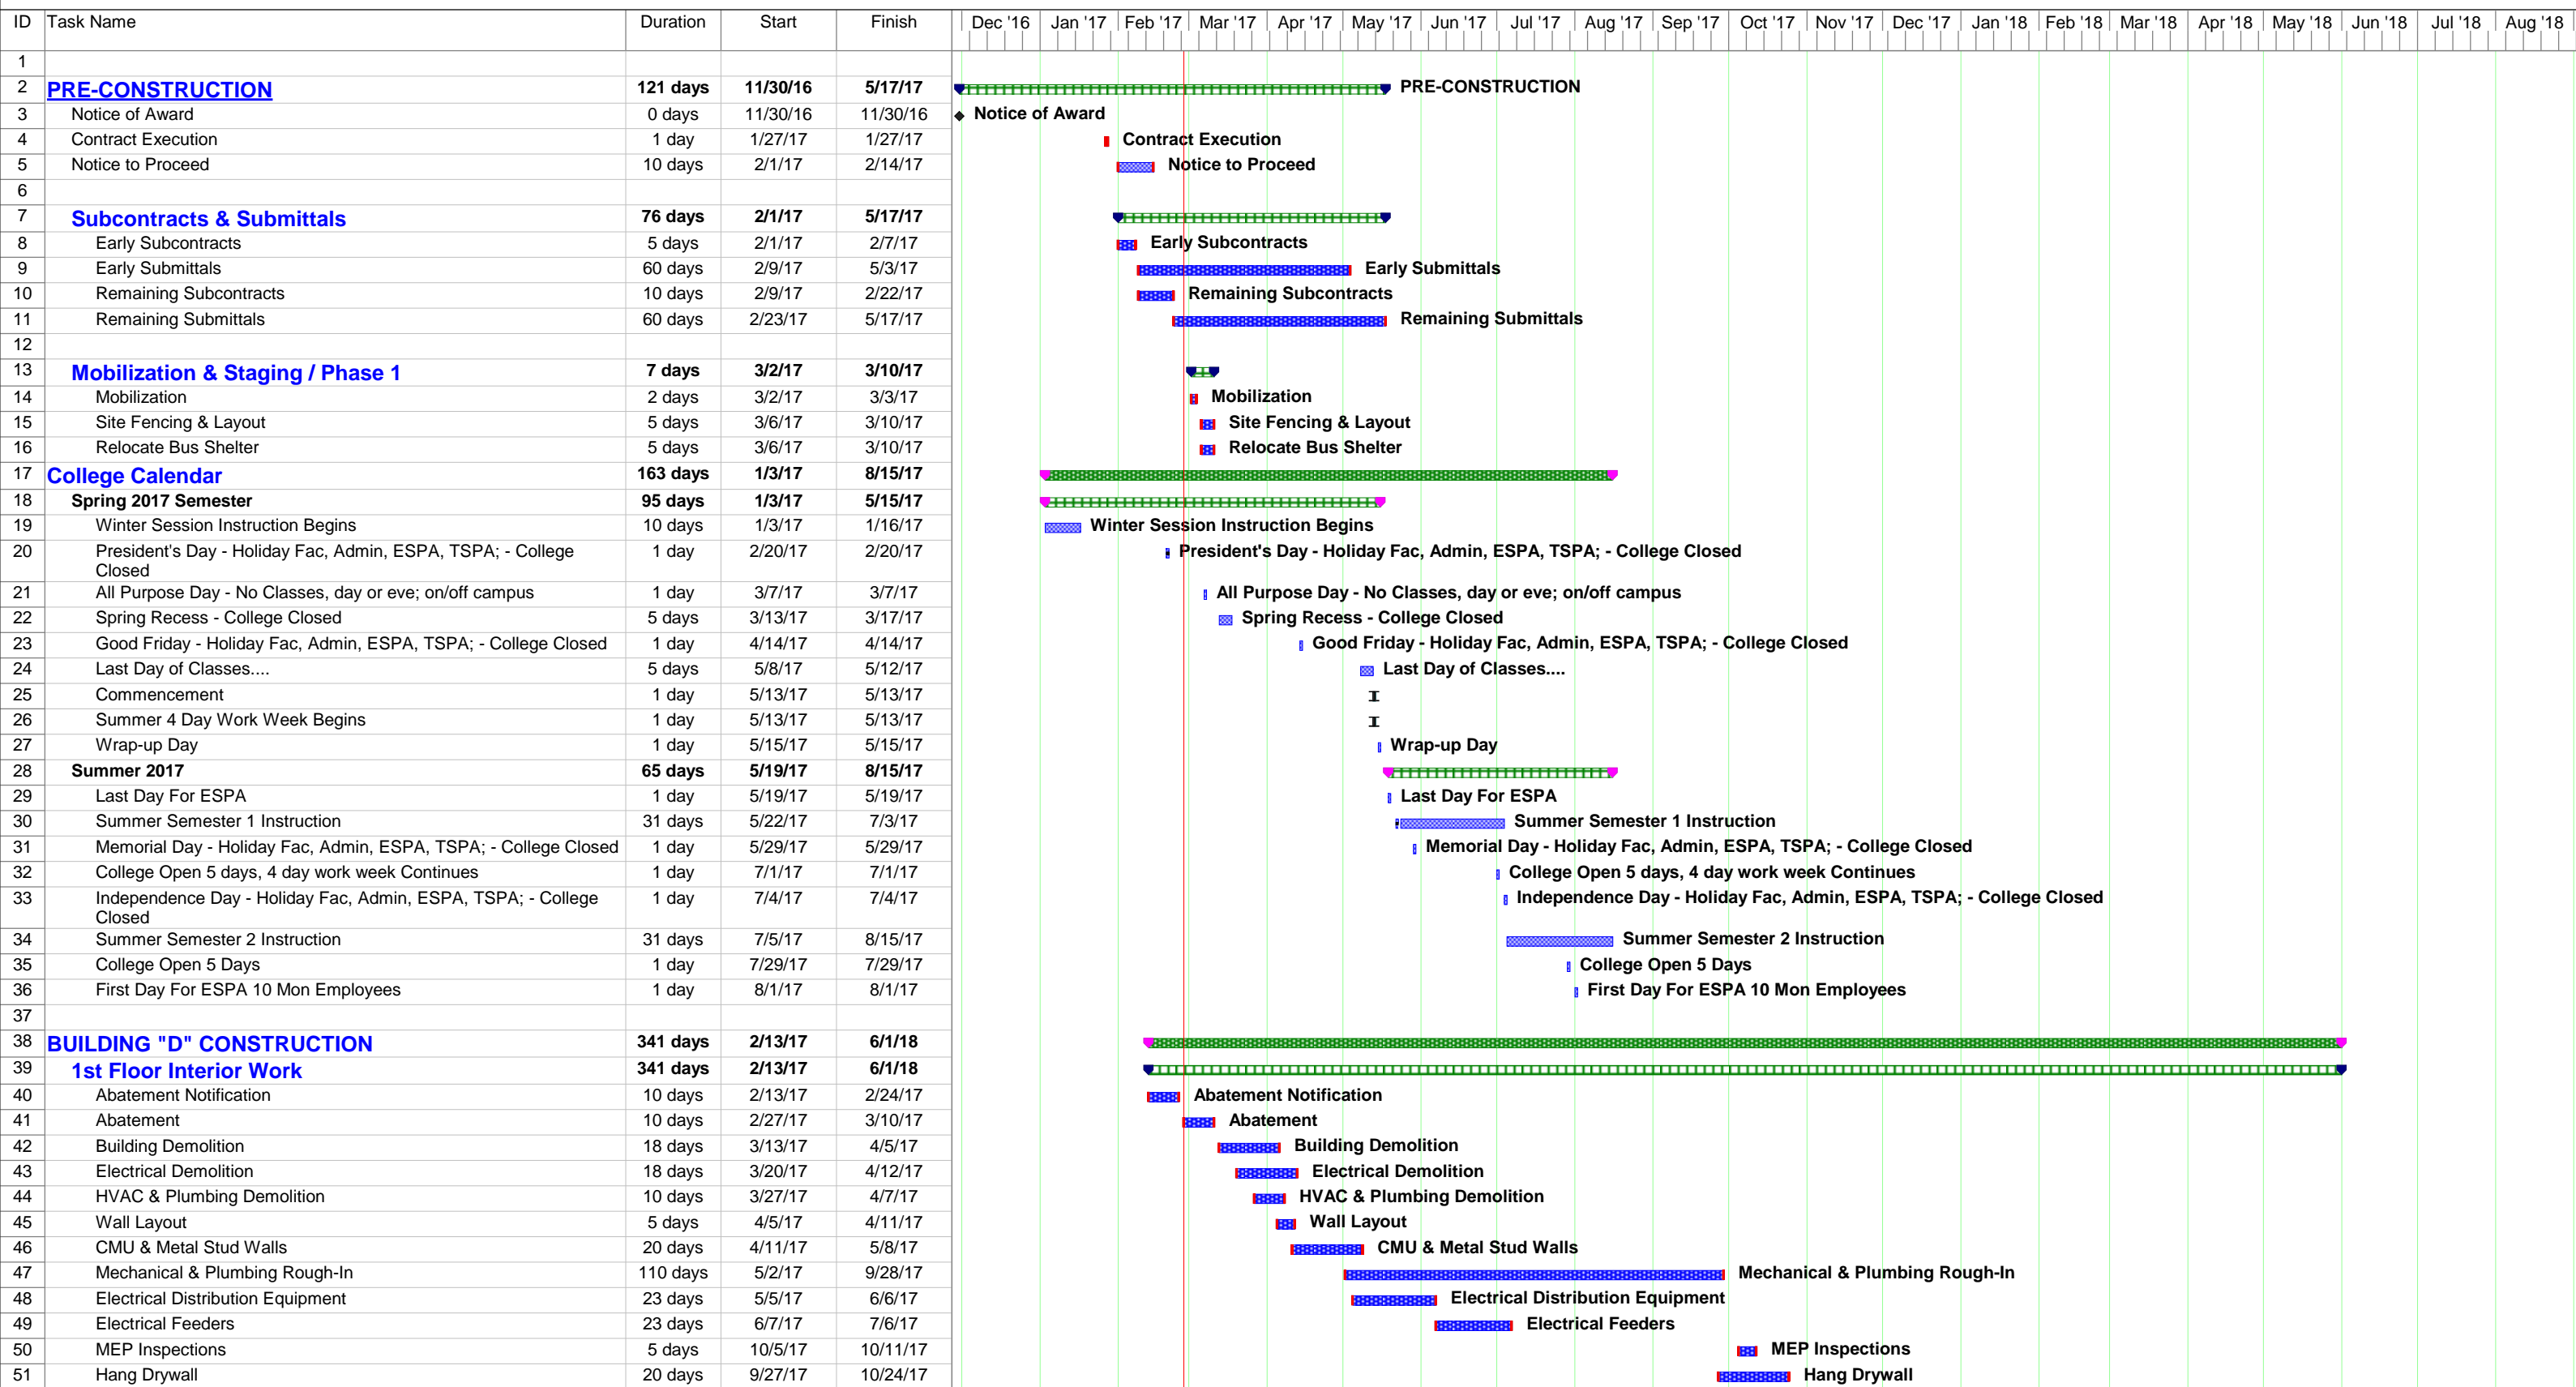 ID Task Name Duration Start Finish Dec '16 Jan '17 Feb '17 Mar '17 Apr '17 May '17 Jun '17 Jul '17 Aug '17 Sep '17 Oct '17 Nov '17 Dec '17 Jan '18 Feb '18 Mar '18 Apr '18 May '18 Jun '18 Jul '18 Aug '18
1
2 PRE-CONSTRUCTION 121 days 11/30/16 5/17/17 PRE-CONSTRUCTION
3 Notice of Award 0 days 11/30/16 11/30/16 Notice of Award
4 Contract Execution 1 day 1/27/17 1/27/17 Contract Execution
5 Notice to Proceed 10 days 2/1/17 2/14/17 Notice to Proceed
6
7 Subcontracts & Submittals 76 days 2/1/17 5/17/17
8 Early Subcontracts 5 days 2/1/17 2/7/17 Early Subcontracts
9 Early Submittals 60 days 2/9/17 5/3/17 Early Submittals
10 Remaining Subcontracts 10 days 2/9/17 2/22/17 Remaining Subcontracts
11 Remaining Submittals 60 days 2/23/17 5/17/17 Remaining Submittals
12
13 Mobilization & Staging / Phase 1 7 days 3/2/17 3/10/17
14 Mobilization 2 days 3/2/17 3/3/17 Mobilization
15 Site Fencing & Layout 5 days 3/6/17 3/10/17 Site Fencing & Layout
16 Relocate Bus Shelter 5 days 3/6/17 3/10/17 Relocate Bus Shelter
17 College Calendar 163 days 1/3/17 8/15/17
18 Spring 2017 Semester 95 days 1/3/17 5/15/17
19 Winter Session Instruction Begins 10 days 1/3/17 1/16/17 Winter Session Instruction Begins
20 President's Day - Holiday Fac, Admin, ESPA, TSPA; - College 1 day 2/20/17 2/20/17 President's Day - Holiday Fac, Admin, ESPA, TSPA; - College Closed
Closed
21 All Purpose Day - No Classes, day or eve; on/off campus 1 day 3/7/17 3/7/17 All Purpose Day - No Classes, day or eve; on/off campus
22 Spring Recess - College Closed 5 days 3/13/17 3/17/17 Spring Recess - College Closed
23 Good Friday - Holiday Fac, Admin, ESPA, TSPA; - College Closed 1 day 4/14/17 4/14/17 Good Friday - Holiday Fac, Admin, ESPA, TSPA; - College Closed
24 Last Day of Classes.... 5 days 5/8/17 5/12/17 Last Day of Classes....
25 Commencement 1 day 5/13/17 5/13/17
26 Summer 4 Day Work Week Begins 1 day 5/13/17 5/13/17
27 Wrap-up Day 1 day 5/15/17 5/15/17 Wrap-up Day
28 Summer 2017 65 days 5/19/17 8/15/17
29 Last Day For ESPA 1 day 5/19/17 5/19/17 Last Day For ESPA
30 Summer Semester 1 Instruction 31 days 5/22/17 7/3/17 Summer Semester 1 Instruction
31 Memorial Day - Holiday Fac, Admin, ESPA, TSPA; - College Closed 1 day 5/29/17 5/29/17 Memorial Day - Holiday Fac, Admin, ESPA, TSPA; - College Closed
32 College Open 5 days, 4 day work week Continues 1 day 7/1/17 7/1/17 College Open 5 days, 4 day work week Continues
33 Independence Day - Holiday Fac, Admin, ESPA, TSPA; - College 1 day 7/4/17 7/4/17 Independence Day - Holiday Fac, Admin, ESPA, TSPA; - College Closed
Closed
34 Summer Semester 2 Instruction 31 days 7/5/17 8/15/17 Summer Semester 2 Instruction
35 College Open 5 Days 1 day 7/29/17 7/29/17 College Open 5 Days
36 First Day For ESPA 10 Mon Employees 1 day 8/1/17 8/1/17 First Day For ESPA 10 Mon Employees
37
38 BUILDING "D" CONSTRUCTION 341 days 2/13/17 6/1/18
39 1st Floor Interior Work 341 days 2/13/17 6/1/18
40 Abatement Notification 10 days 2/13/17 2/24/17 Abatement Notification
41 Abatement 10 days 2/27/17 3/10/17 Abatement
42 Building Demolition 18 days 3/13/17 4/5/17 Building Demolition
43 Electrical Demolition 18 days 3/20/17 4/12/17 Electrical Demolition
44 HVAC & Plumbing Demolition 10 days 3/27/17 4/7/17 HVAC & Plumbing Demolition
45 Wall Layout 5 days 4/5/17 4/11/17 Wall Layout
46 CMU & Metal Stud Walls 20 days 4/11/17 5/8/17 CMU & Metal Stud Walls
47 Mechanical & Plumbing Rough-In 110 days 5/2/17 9/28/17 Mechanical & Plumbing Rough-In
48 Electrical Distribution Equipment 23 days 5/5/17 6/6/17 Electrical Distribution Equipment
49 Electrical Feeders 23 days 6/7/17 7/6/17 Electrical Feeders
50 MEP Inspections 5 days 10/5/17 10/11/17 MEP Inspections
51 Hang Drywall 20 days 9/27/17 10/24/17 Hang Drywall